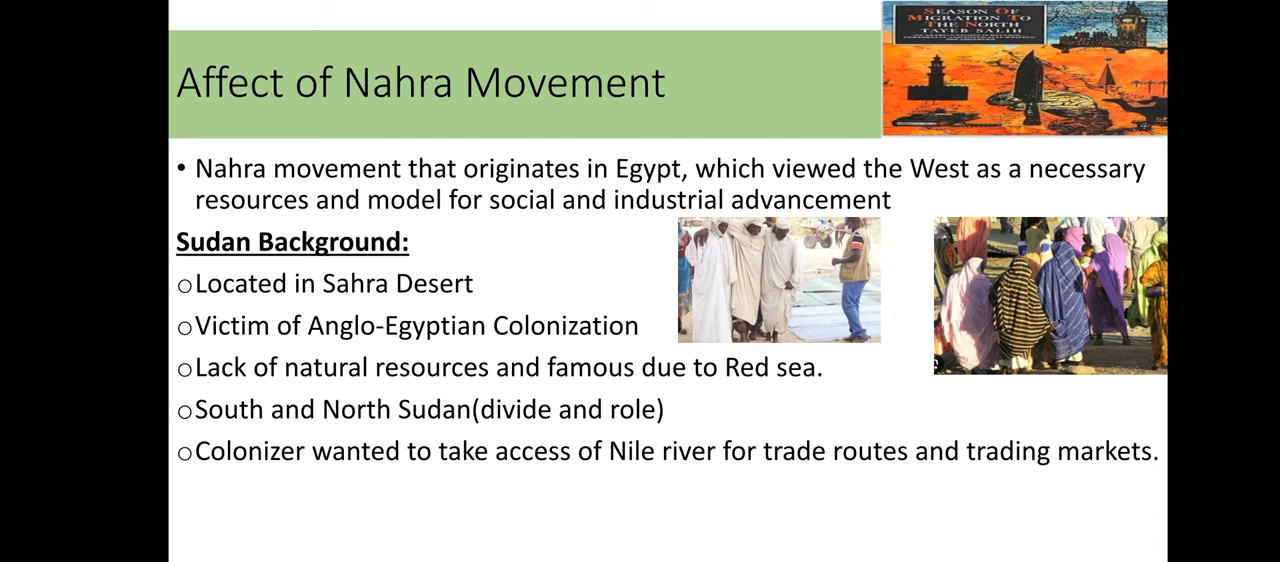 SEASON OF
MIGRATION TO
THE NORTH
TAYEB SALIH
Affect of Nahra Movement
• Nahra movement that originates in Egypt, which viewed the West as a necessary
resources and model for social and industrial advancement
Sudan Background:
○Located in Sahra Desert
○Victim of Anglo-Egyptian Colonization
○Lack of natural resources and famous due to Red sea.
○South and North Sudan(divide and role)
○Colonizer wanted to take access of Nile river for trade routes and trading markets.